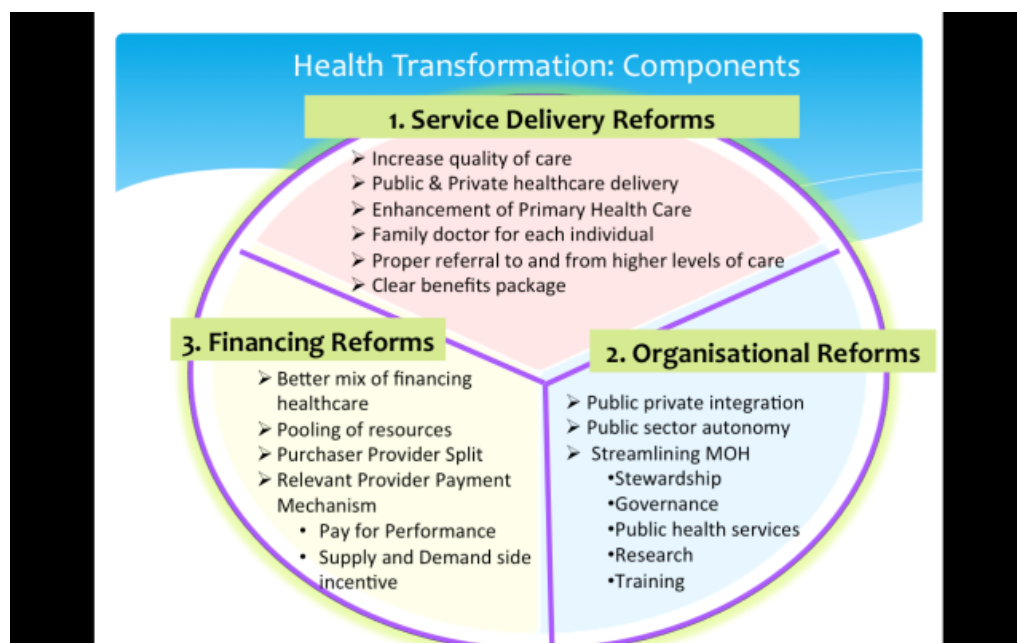 Health Transformation: Components
1. Service Delivery Reforms
➢ Increase quality of care
➢ Public & Private healthcare delivery
➢ Enhancement of Primary Health Care
➢ Family doctor for each individual
➢ Proper referral to and from higher levels of care
➢ Clear benefits package
3. Financing Reforms
➢ Better mix of financing
healthcare
➢ Pooling of resources
➢ Purchaser Provider Split
➢ Relevant Provider Payment
Mechanism
• Pay for Performance
• Supply and Demand side
incentive
2. Organisational Reforms
➢ Public private integration
➢ Public sector autonomy
➢ Streamlining MOH
•Stewardship
•Governance
•Public health services
•Research
•Training